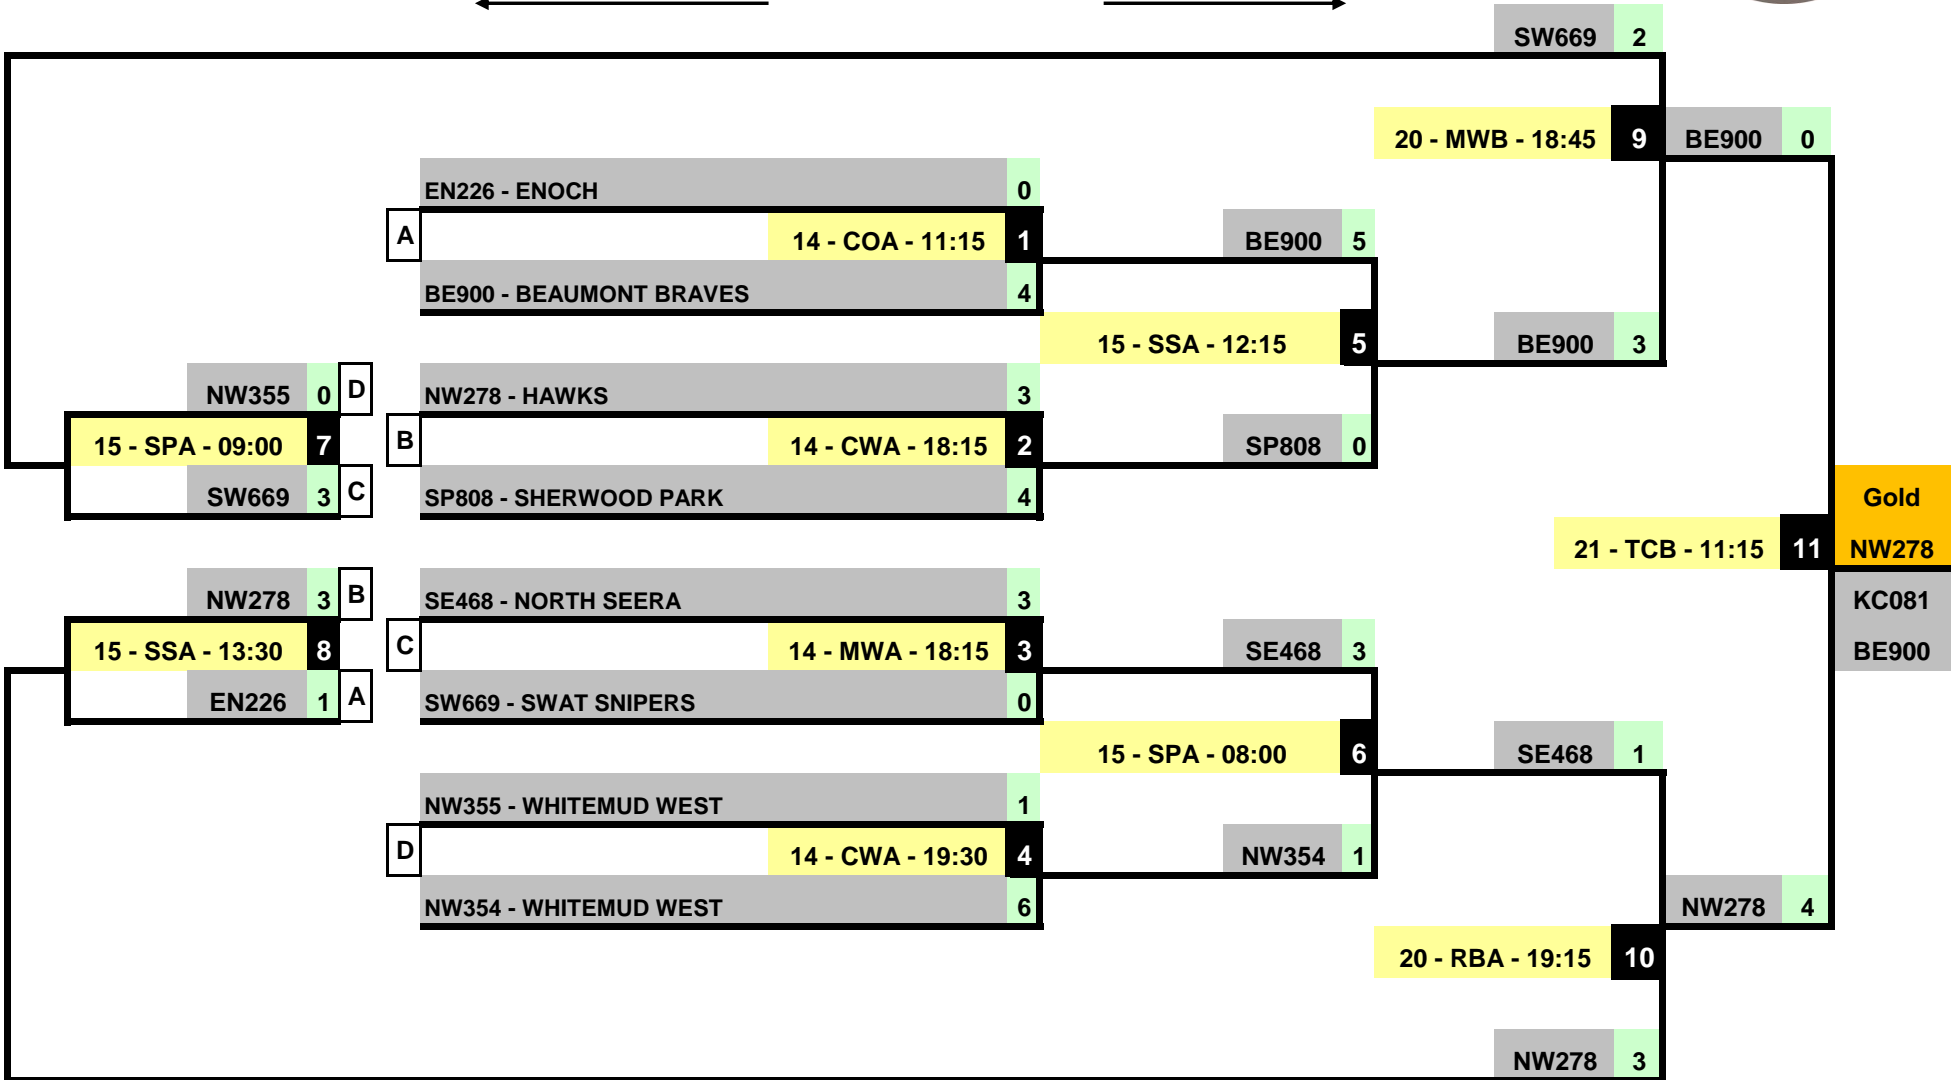 SW669 2
20 - MWB - 18:45 9 BE900 0
EN226 - ENOCH 0
A 14 - COA - 11:15 1 BE900 5
BE900 - BEAUMONT BRAVES 4
15 - SSA - 12:15 5 BE900 3
NW355 0 D NW278 - HAWKS 3
15 - SPA - 09:00 7 B 14 - CWA - 18:15 2 SP808 0
SW669 3 C SP808 - SHERWOOD PARK 4 Gold
21 - TCB - 11:15 11 NW278
NW278 3 B SE468 - NORTH SEERA 3 KC081
15 - SSA - 13:30 8 C 14 - MWA - 18:15 3 SE468 3 BE900
EN226 1 A SW669 - SWAT SNIPERS 0
15 - SPA - 08:00 6 SE468 1
NW355 - WHITEMUD WEST 1
D 14 - CWA - 19:30 4 NW354 1
NW354 - WHITEMUD WEST 6 NW278 4
20 - RBA - 19:15 10
NW278 3